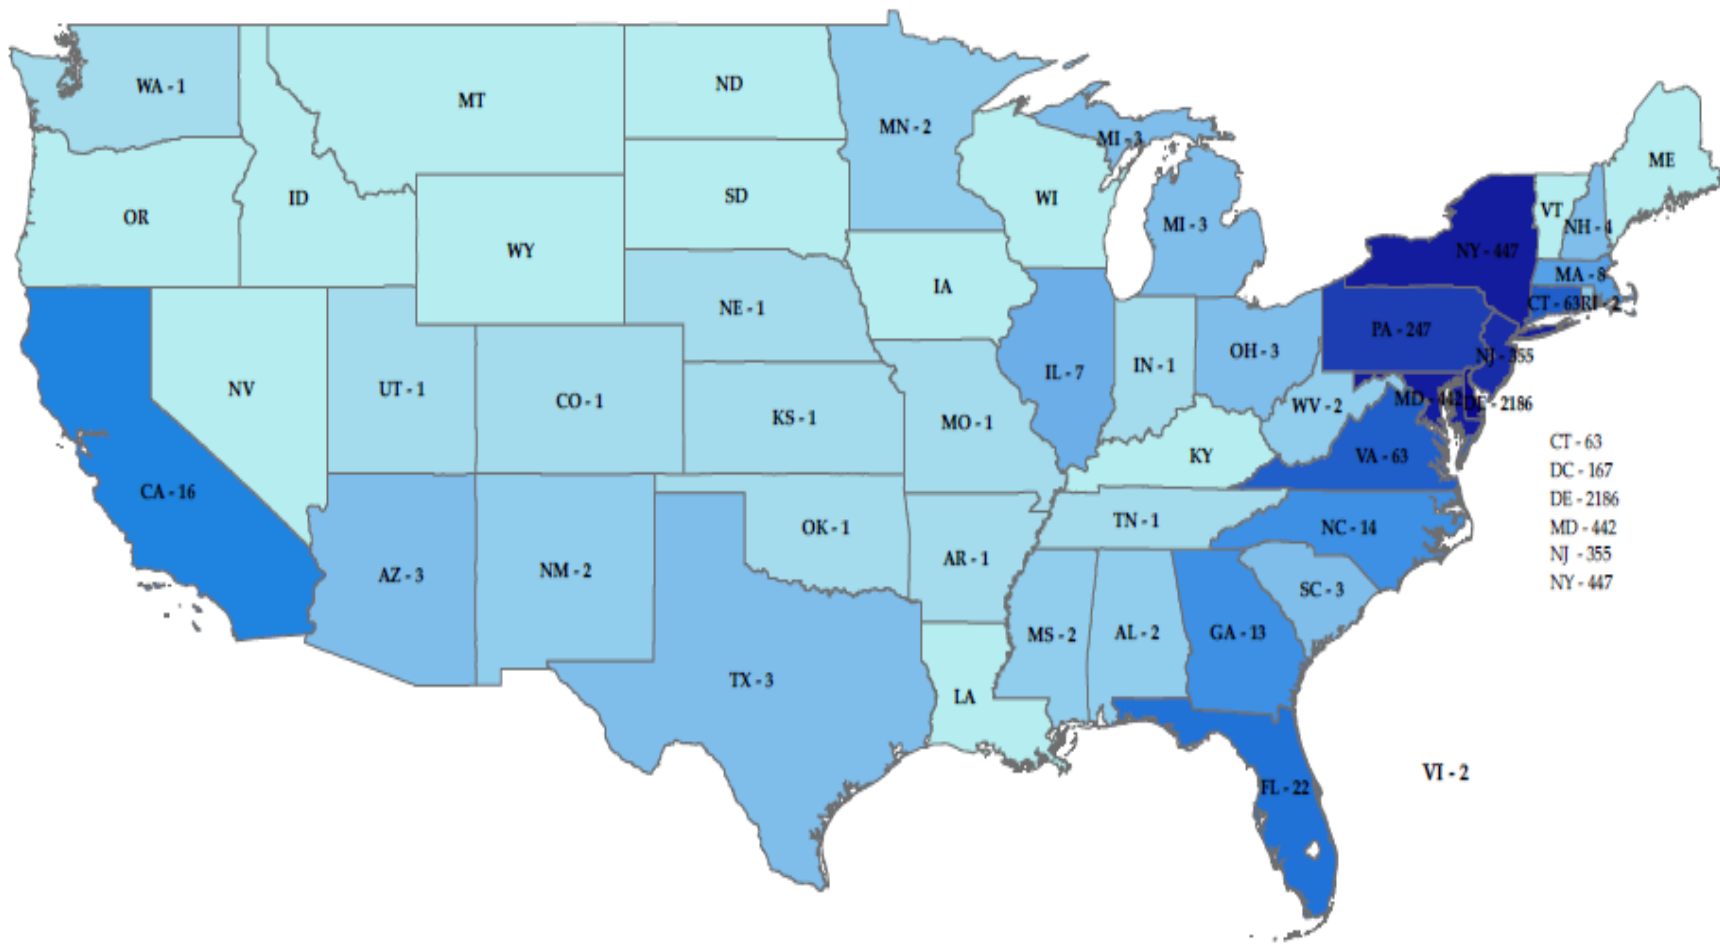 WA - 1
MT
ND
MN - 2
MI - 3
ME
OR
ID
SD
WI
VT
NH - 4
WY
MI - 3
NY - 447
MA - 8
IA
NE - 1
CT - 63
RI - 2
PA - 247
NV
UT - 1
CO - 1
KS - 1
MO - 1
IL - 7
IN - 1
OH - 3
NJ - 355
WV - 2
MD - 442
DE - 2186
CA - 16
KY
VA - 63
CT - 63
DC - 167
DE - 2186
MD - 442
NJ - 355
NY - 447
OK - 1
TN - 1
NC - 14
AZ - 3
NM - 2
AR - 1
SC - 3
TX - 3
LA
MS - 2
AL - 2
GA - 13
FL - 22
VI - 2